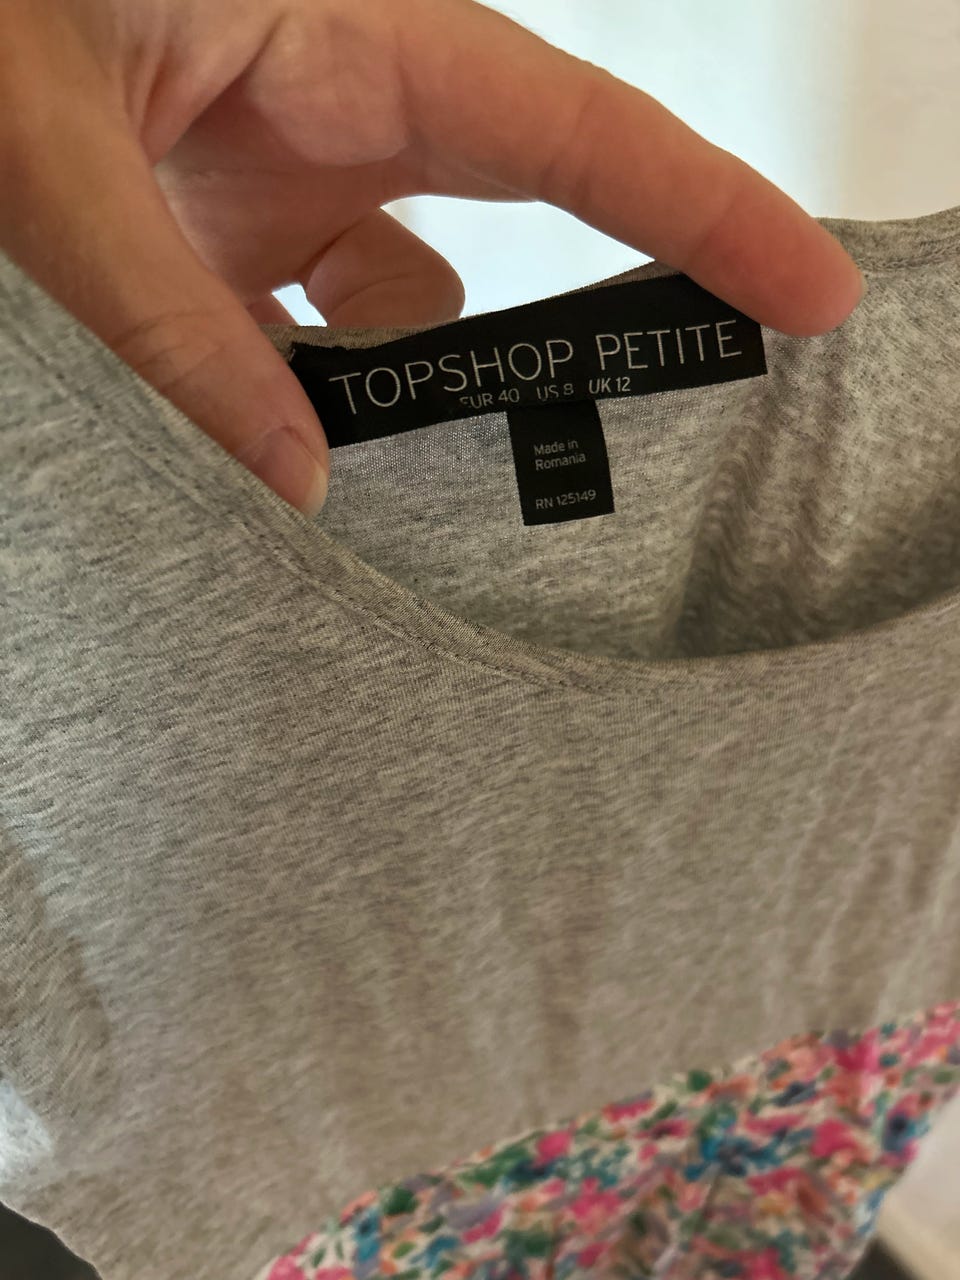 TOPSHOP PETITE
EUR 40 US 8 UK 12
Made in
Romania
RN 125149